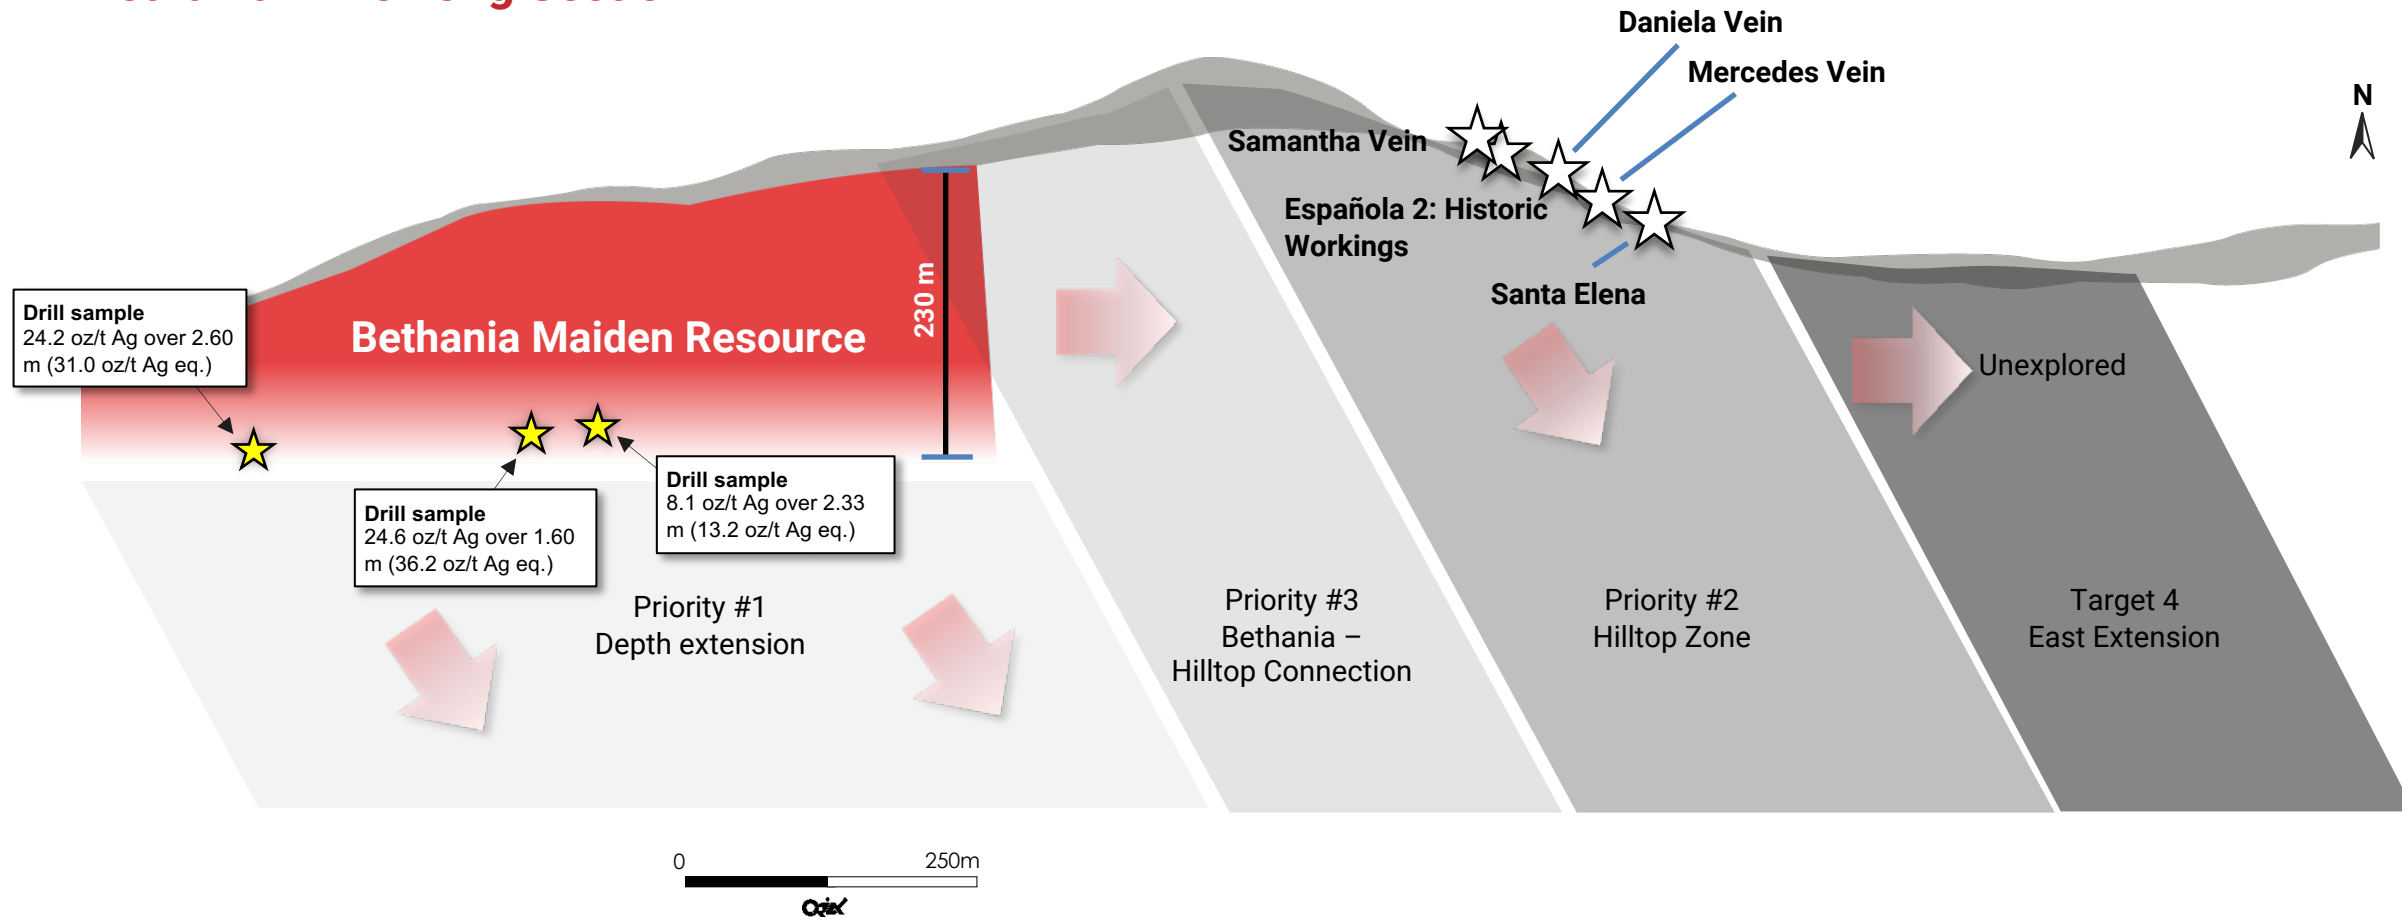 Daniela Vein
Mercedes Vein
N
Samantha Vein
Española 2: Historic
Workings
Santa Elena
230 m
Bethania Maiden Resource
Drill sample
24.2 oz/t Ag over 2.60
m (31.0 oz/t Ag eq.)
Drill sample
24.6 oz/t Ag over 1.60
m (36.2 oz/t Ag eq.)
Drill sample
8.1 oz/t Ag over 2.33
m (13.2 oz/t Ag eq.)
Unexplored
Priority #1
Depth extension
Priority #3
Bethania –
Hilltop Connection
Priority #2
Hilltop Zone
Target 4
East Extension
0 250m